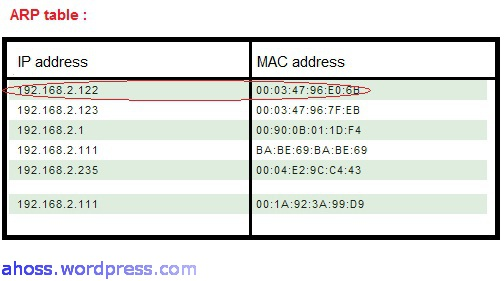 ARP table :
IP address MAC address
192.168.2.122 00:03:47:96:E0:6B
192.168.2.123 00:03:47:96:7F:EB
192.168.2.1 00:90:0B:01:1D:F4
192.168.2.111 BA:BE:69:BA:BE:69
192.168.2.235 00:04:E2:9C:C4:43
192.168.2.111 00:1A:92:3A:99:D9
ahoss.wordpress.com